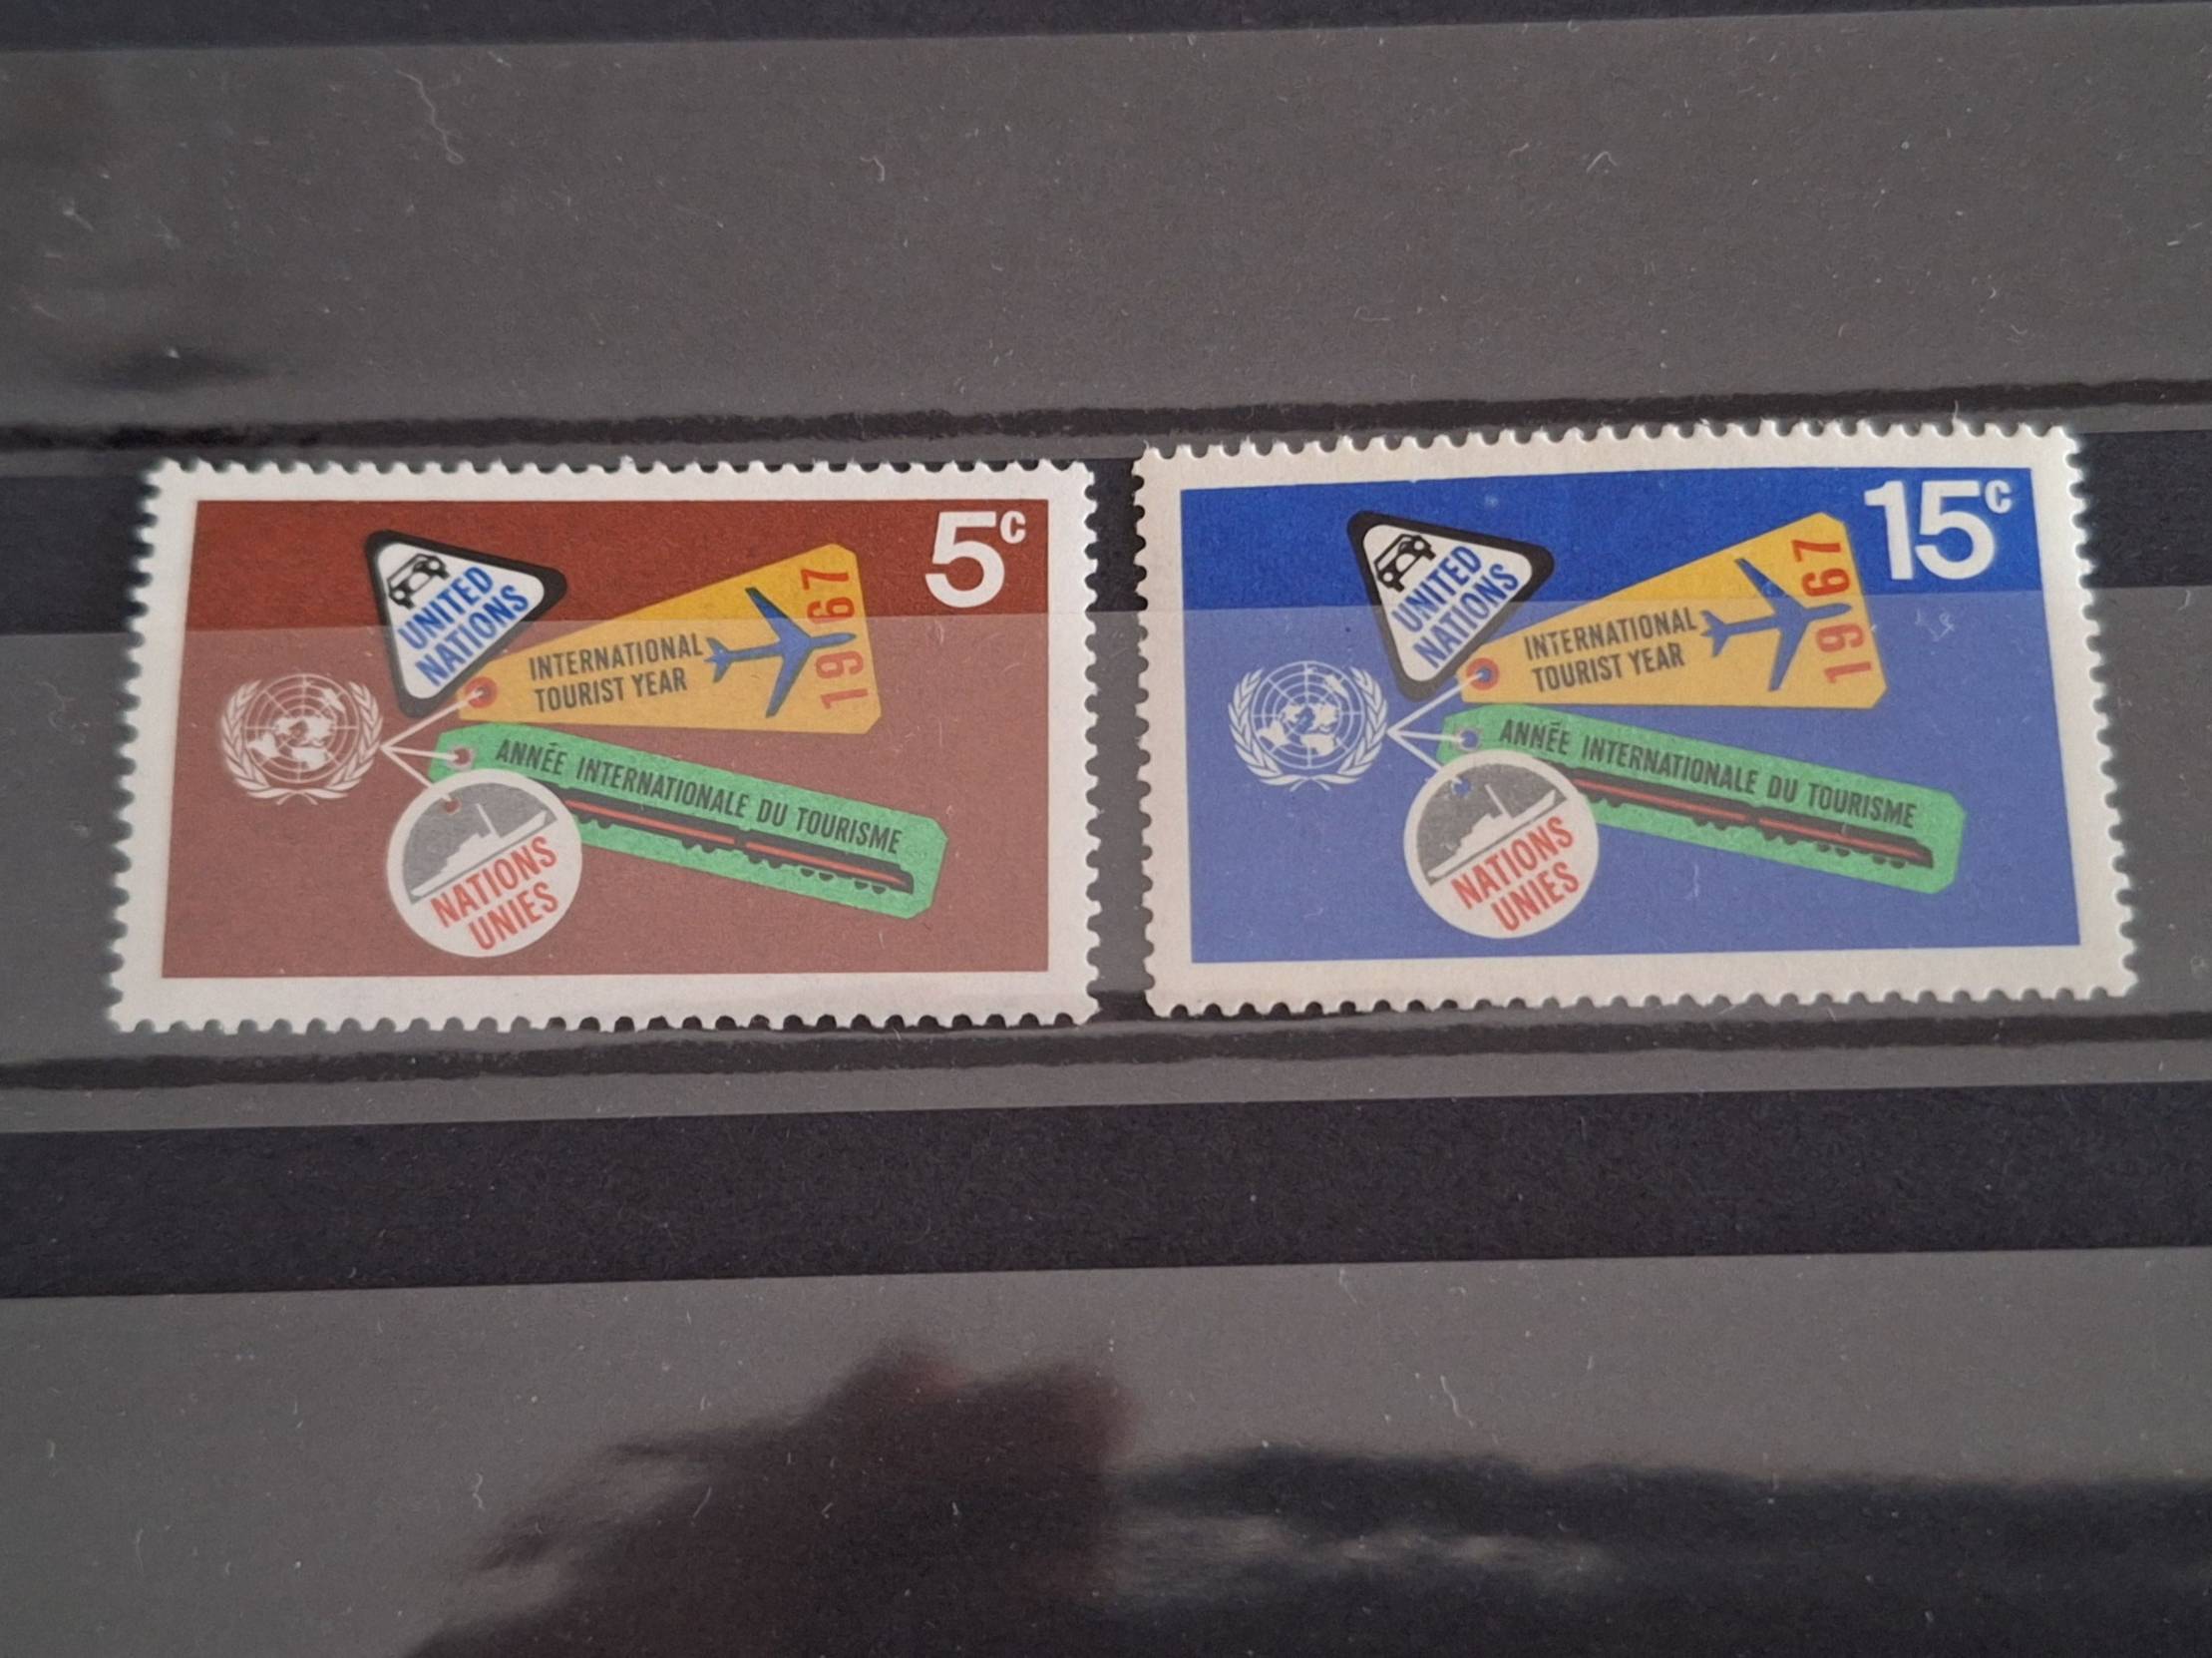 5c
UNITED
NATIONS
INTERNATIONAL
TOURIST YEAR
1967
ANNÉE INTERNATIONALE DU TOURISME
NATIONS
UNIES
15c
UNITED
NATIONS
INTERNATIONAL
TOURIST YEAR
1967
ANNÉE INTERNATIONALE DU TOURISME
NATIONS
UNIES